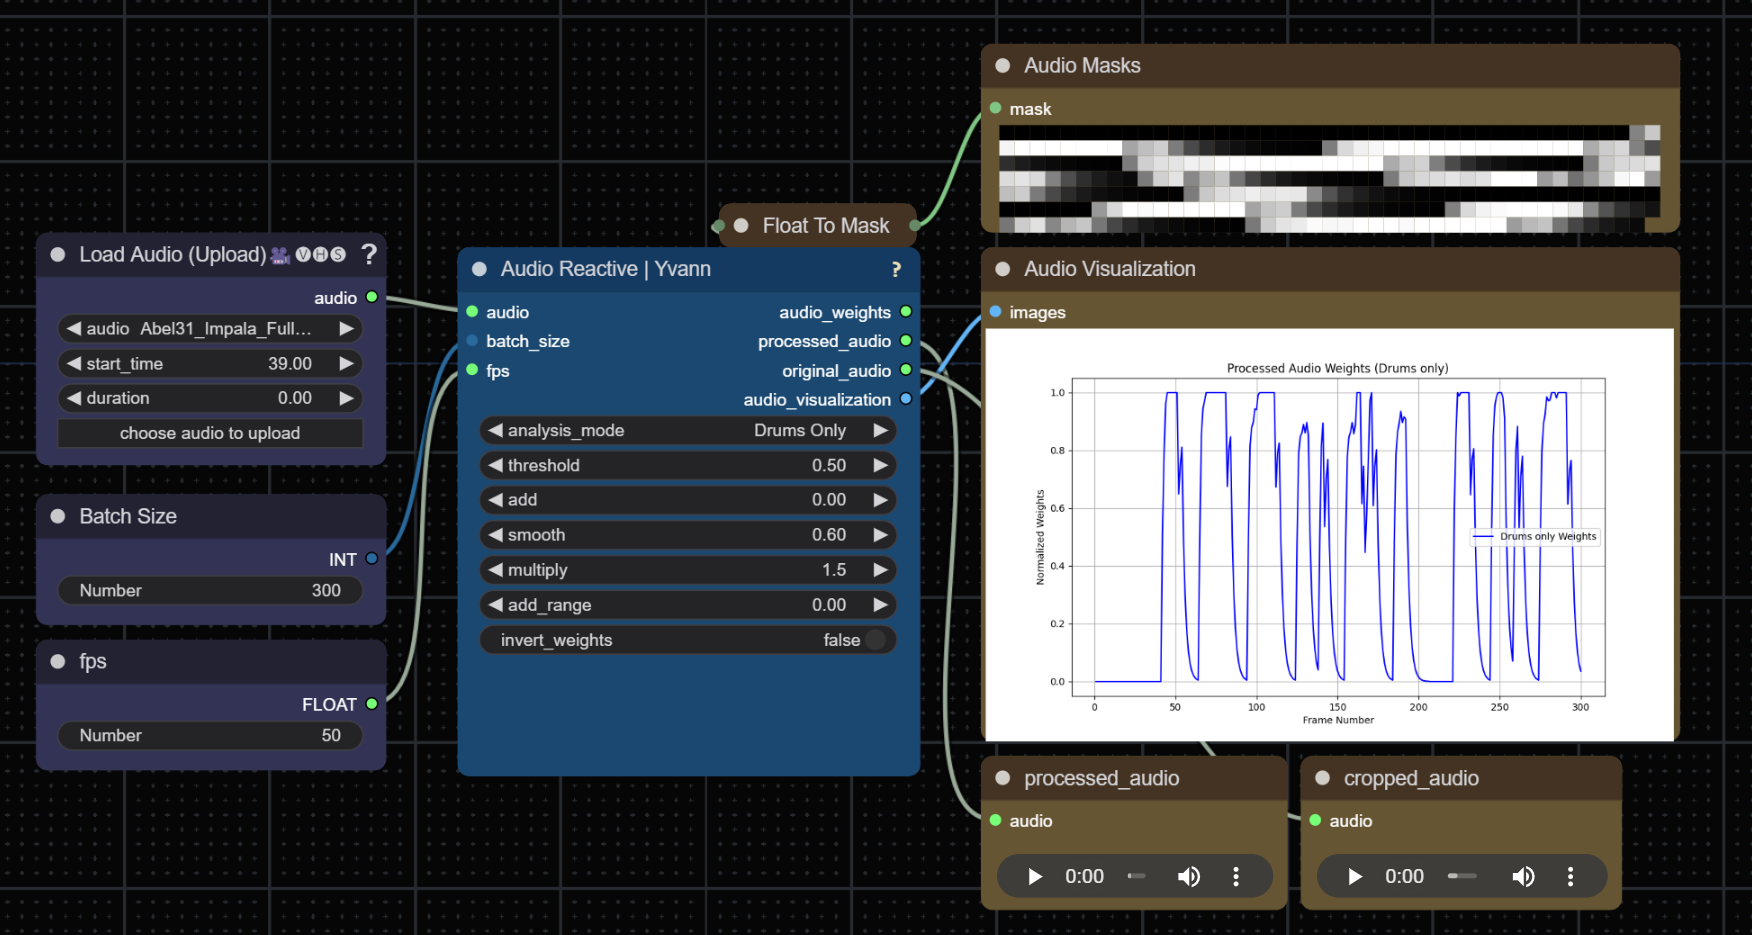 Load Audio (Upload)🎥🅥🅗🅢 ?
audio
audio Abel31_Impala_Full...
start_time 39.00
duration 0.00
choose audio to upload
Batch Size
INT
Number 300
fps
FLOAT
Number 50
Float To Mask
Audio Reactive | Yvann ?
audio audio_weights
batch_size processed_audio
fps original_audio
audio_visualization
analysis_mode Drums Only
threshold 0.50
add 0.00
smooth 0.60
multiply 1.5
add_range 0.00
invert_weights false
Audio Masks
mask
Audio Visualization
images
Processed Audio Weights (Drums only)
1.0
0.8
0.6
0.4
0.2
0.0
Normalized Weights
Drums only Weights
0 50 100 150 200 250 300
Frame Number
processed_audio
audio
0:00
cropped_audio
audio
0:00